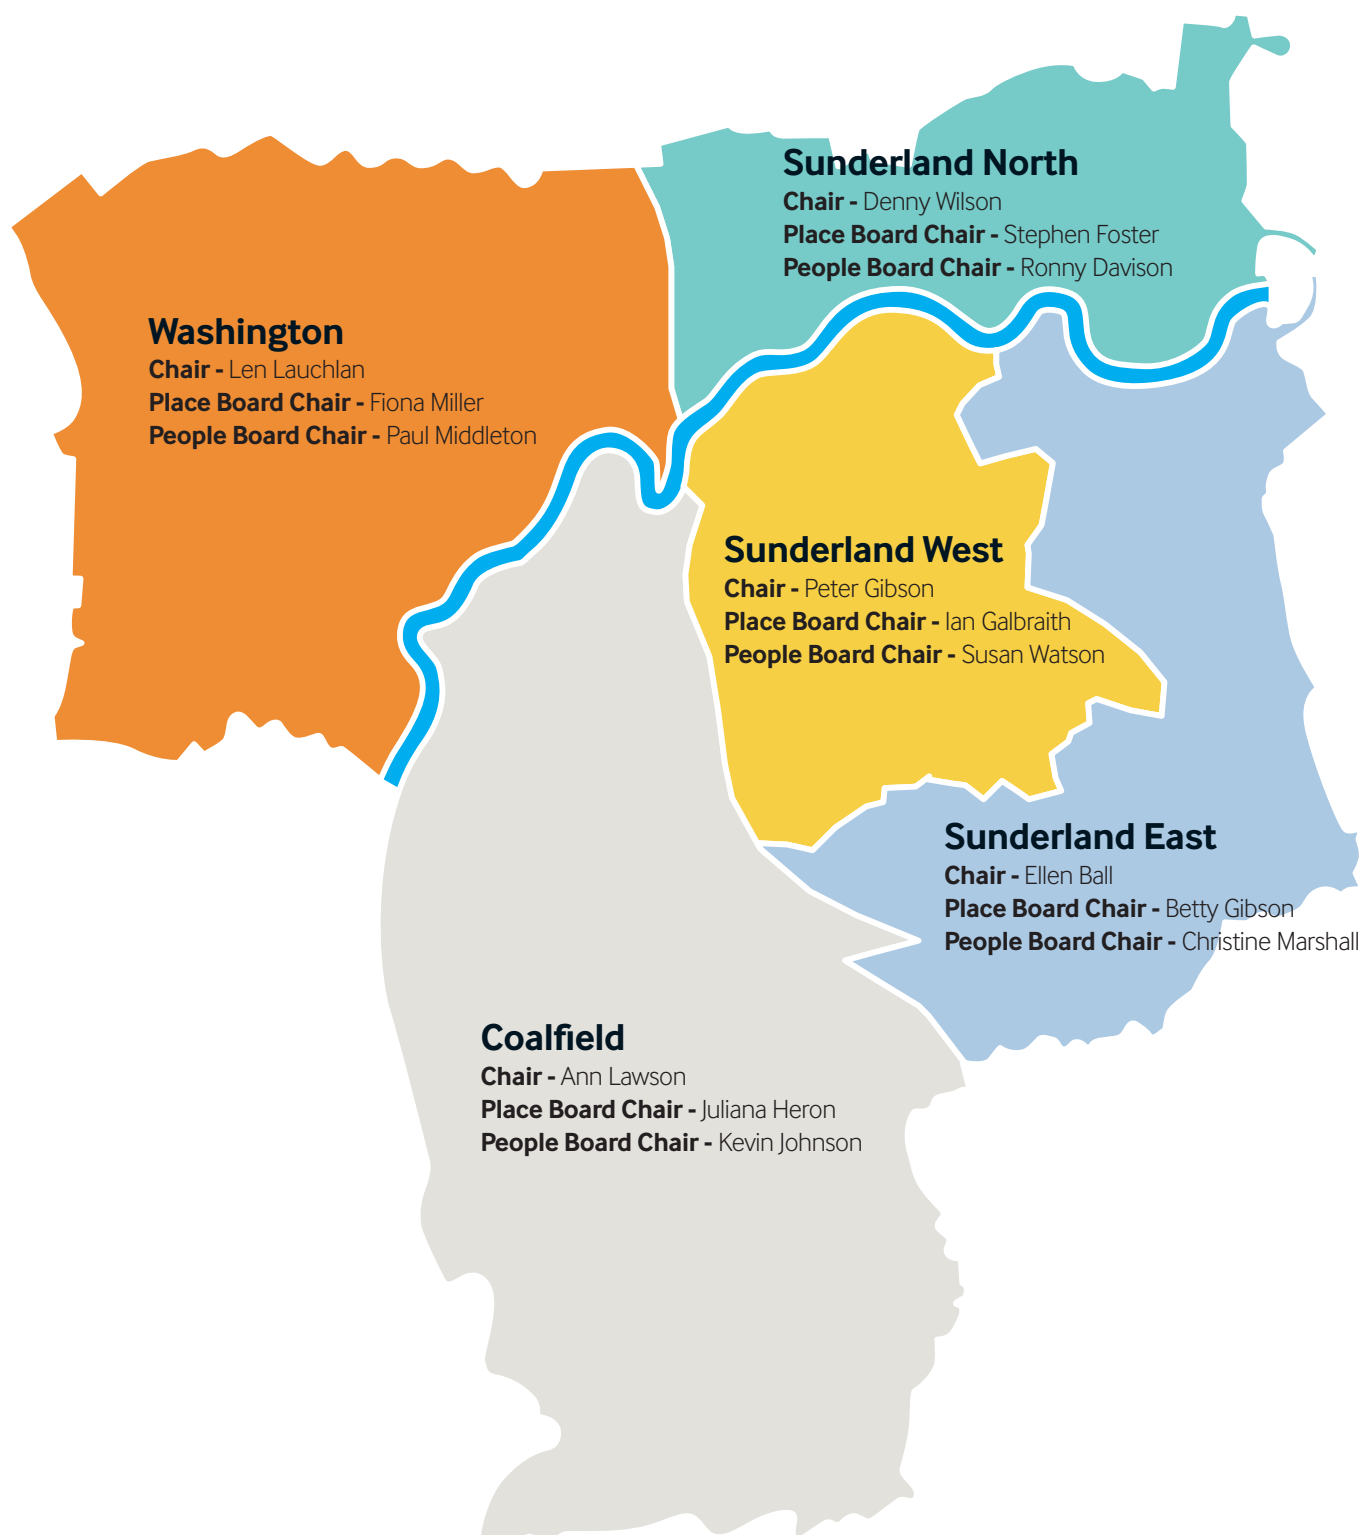 Sunderland North
Chair - Denny Wilson
Place Board Chair - Stephen Foster
People Board Chair - Ronny Davison
Washington
Chair - Len Lauchlan
Place Board Chair - Fiona Miller
People Board Chair - Paul Middleton
Sunderland West
Chair - Peter Gibson
Place Board Chair - Ian Galbraith
People Board Chair - Susan Watson
Sunderland East
Chair - Ellen Ball
Place Board Chair - Betty Gibson
People Board Chair - Christine Marshall
Coalfield
Chair - Ann Lawson
Place Board Chair - Juliana Heron
People Board Chair - Kevin Johnson